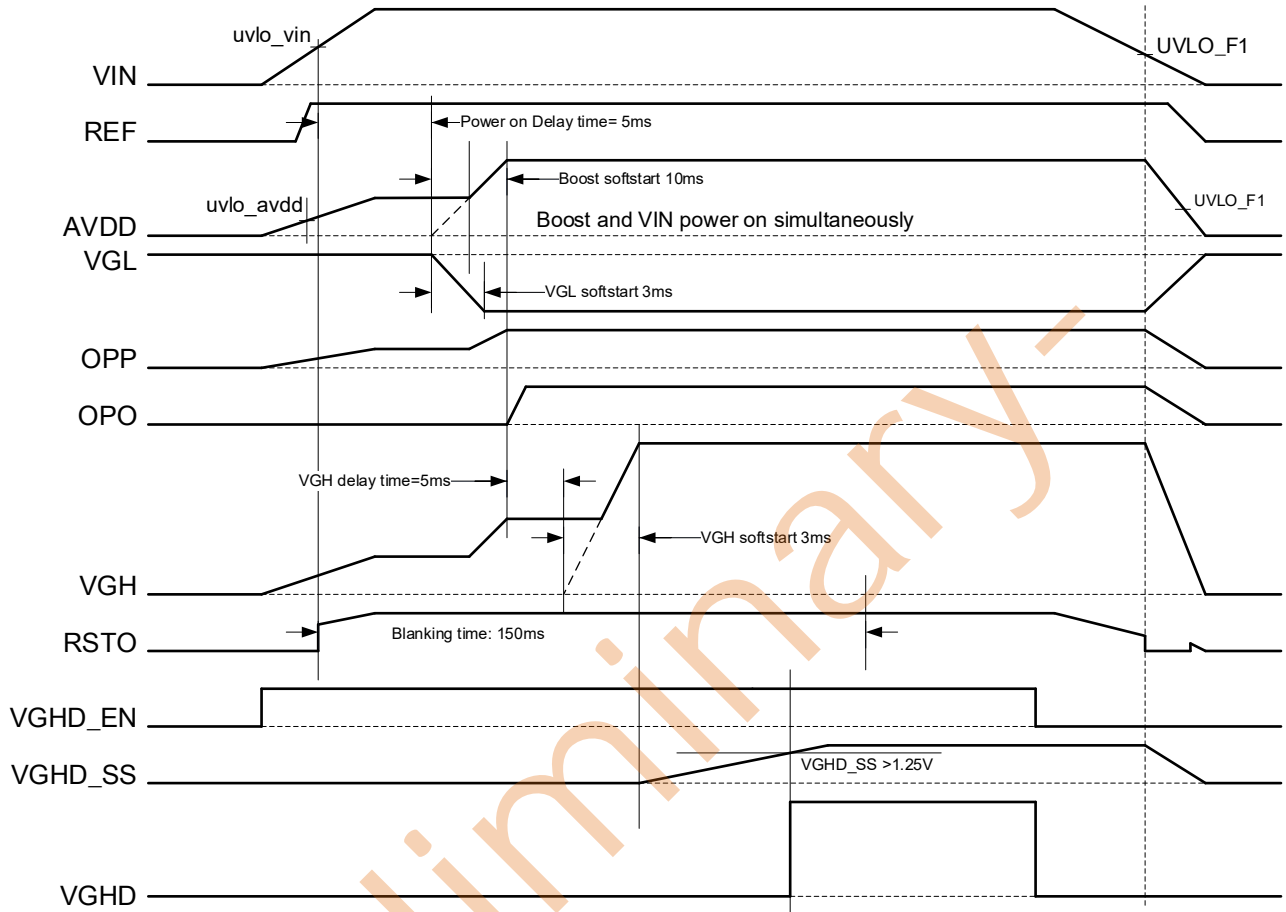 uvlo_vin
UVLO_F1
VIN
REF
Power on Delay time= 5ms
Boost softstart 10ms
uvlo_avdd
UVLO_F1
AVDD
Boost and VIN power on simultaneously
VGL
VGL softstart 3ms
OPP
OPO
VGH delay time=5ms
VGH softstart 3ms
VGH
RSTO
Blanking time: 150ms
VGHD_EN
VGHD_SS
VGHD_SS >1.25V
VGHD
liminary-